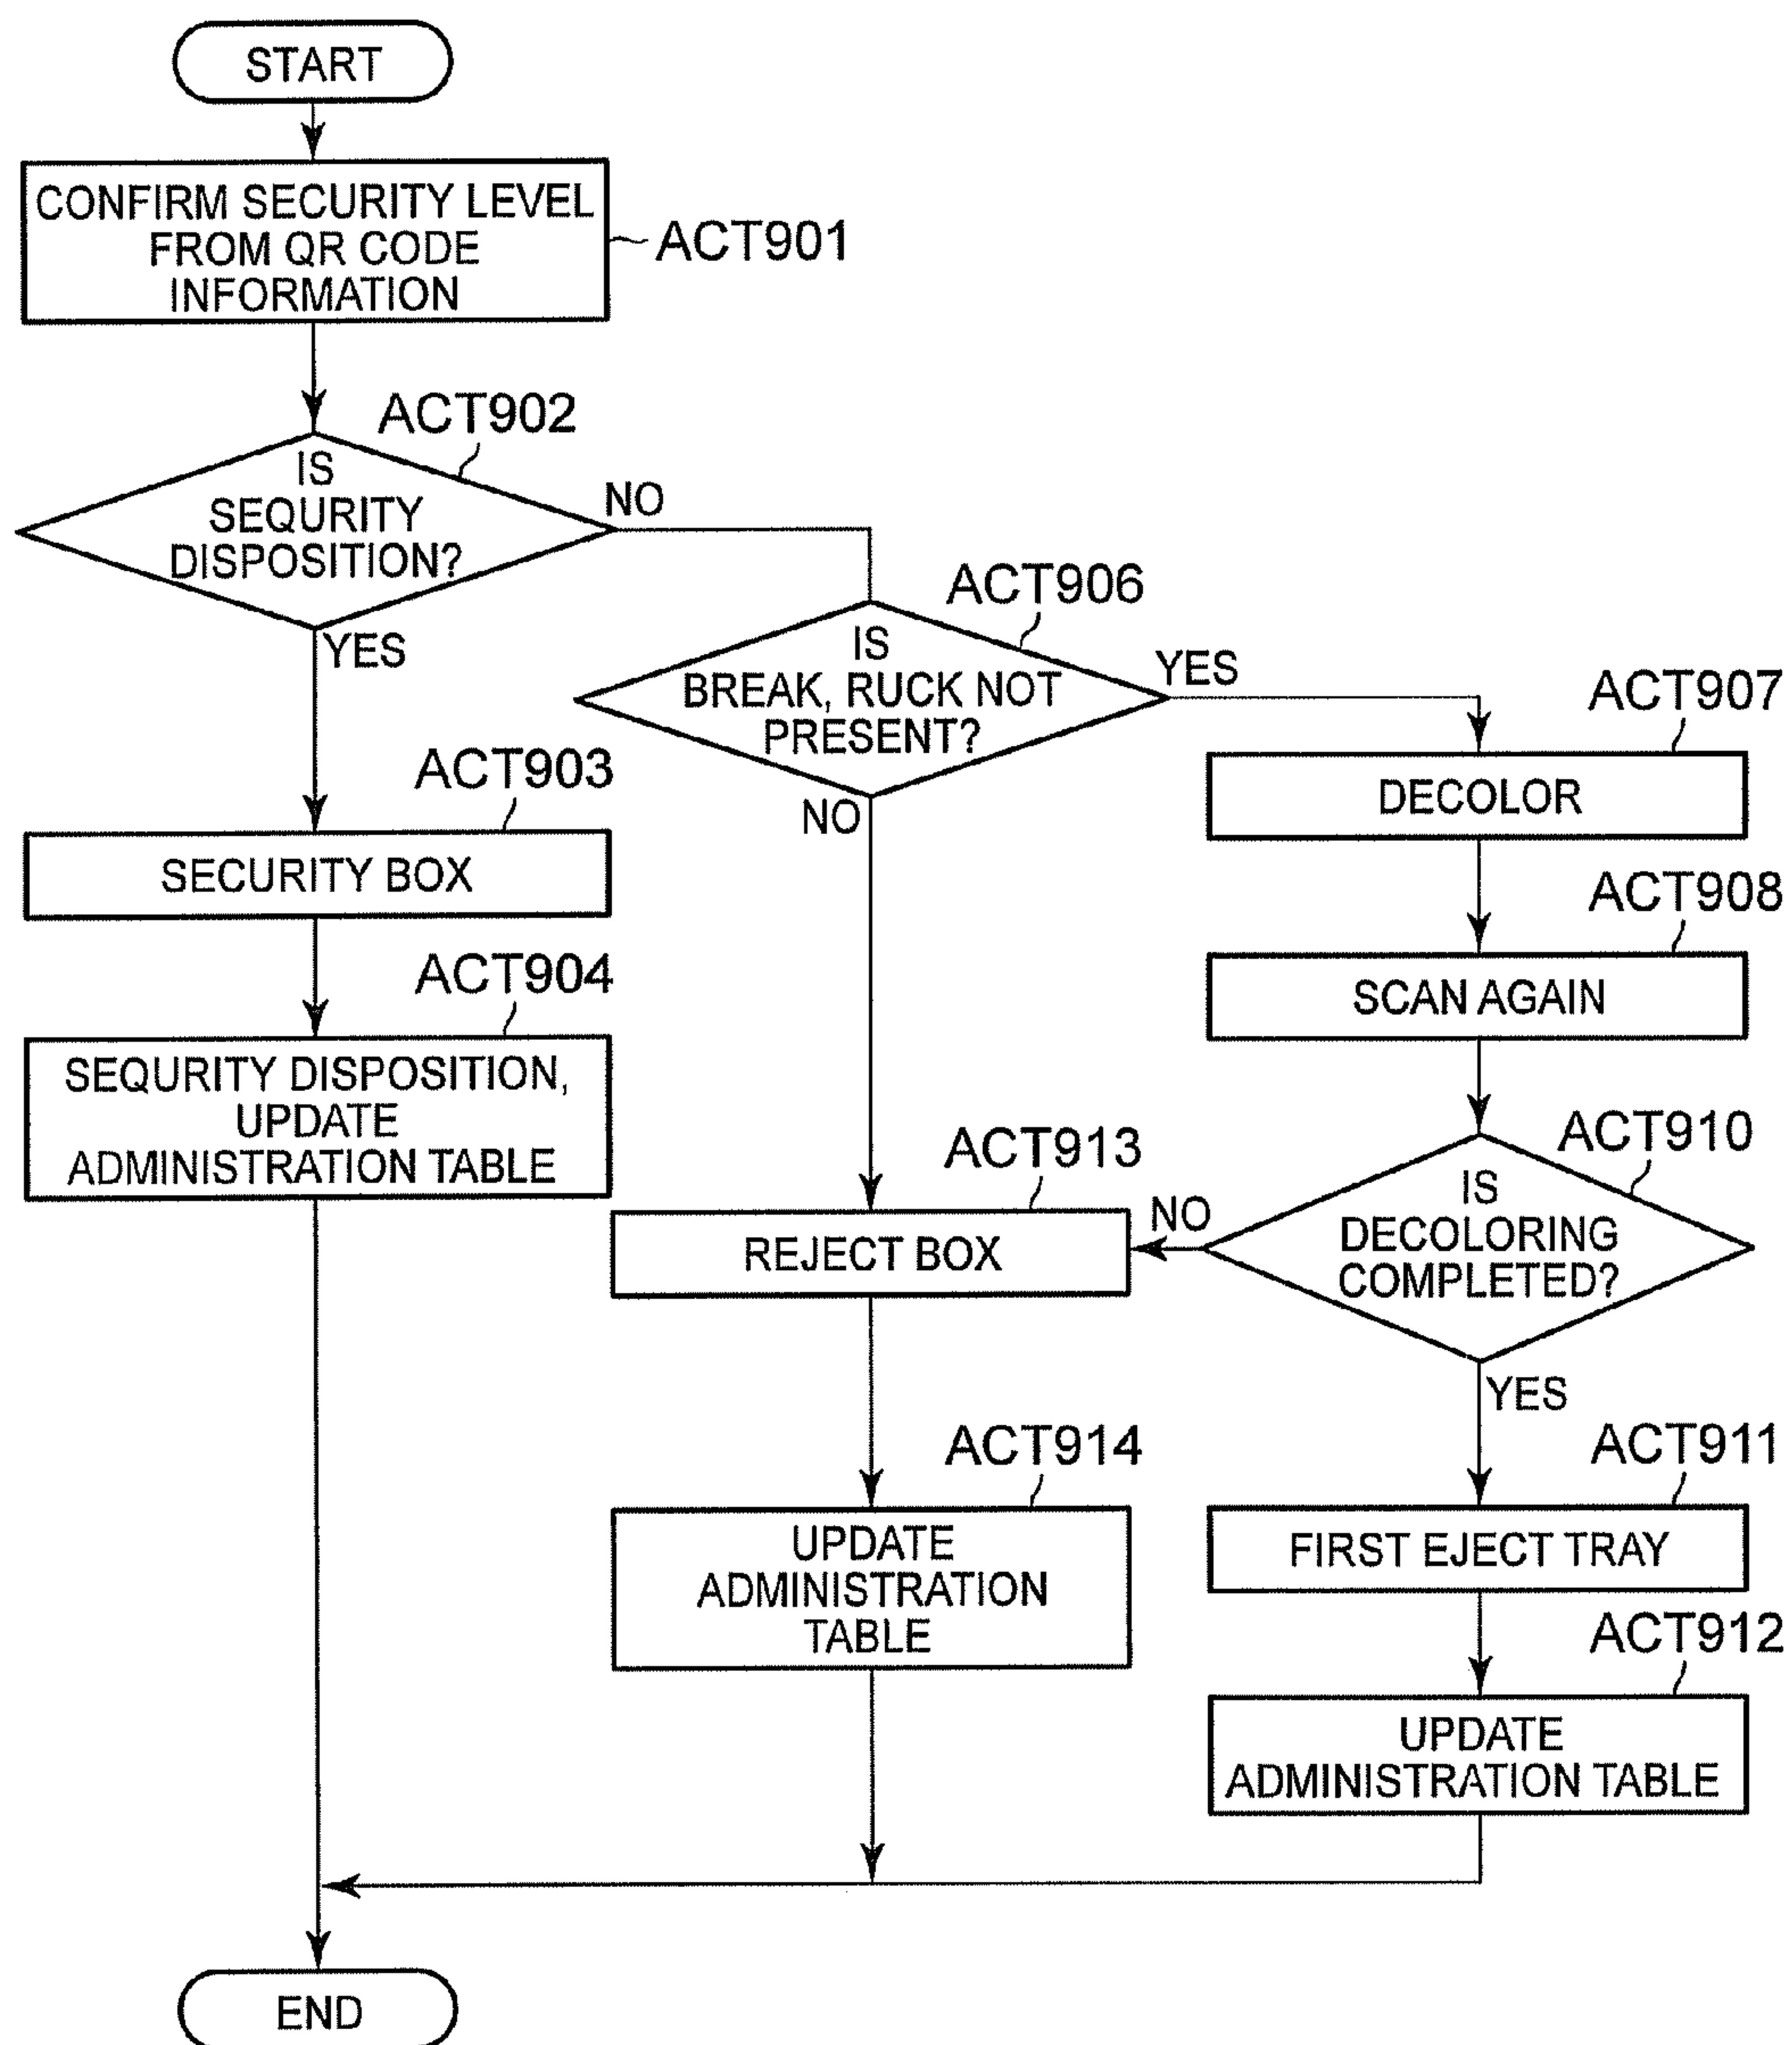 START
CONFIRM SECURITY LEVEL
FROM QR CODE
INFORMATION
ACT901
ACT902
IS
SEQURITY
DISPOSITION?
NO
YES
ACT903
SECURITY BOX
ACT904
SEQURITY DISPOSITION,
UPDATE
ADMINISTRATION TABLE
ACT906
IS
BREAK, RUCK NOT
PRESENT?
YES
NO
ACT907
DECOLOR
ACT908
SCAN AGAIN
ACT910
IS
DECOLORING
COMPLETED?
NO
YES
ACT913
REJECT BOX
ACT914
UPDATE
ADMINISTRATION
TABLE
ACT911
FIRST EJECT TRAY
ACT912
UPDATE
ADMINISTRATION TABLE
END